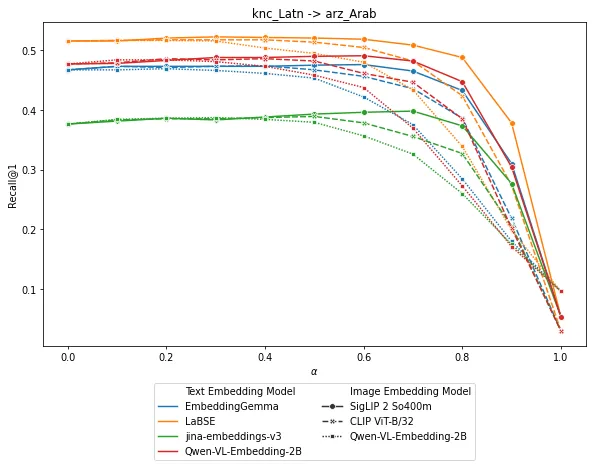 knc_Latn -> arz_Arab
Recall@1
0.5
0.4
0.3
0.2
0.1
0.0 0.2 0.4 0.6 0.8 1.0
α
Text Embedding Model Image Embedding Model
EmbeddingGemma SigLIP 2 So400m
LaBSE CLIP ViT-B/32
jina-embeddings-v3 Qwen-VL-Embedding-2B
Qwen-VL-Embedding-2B